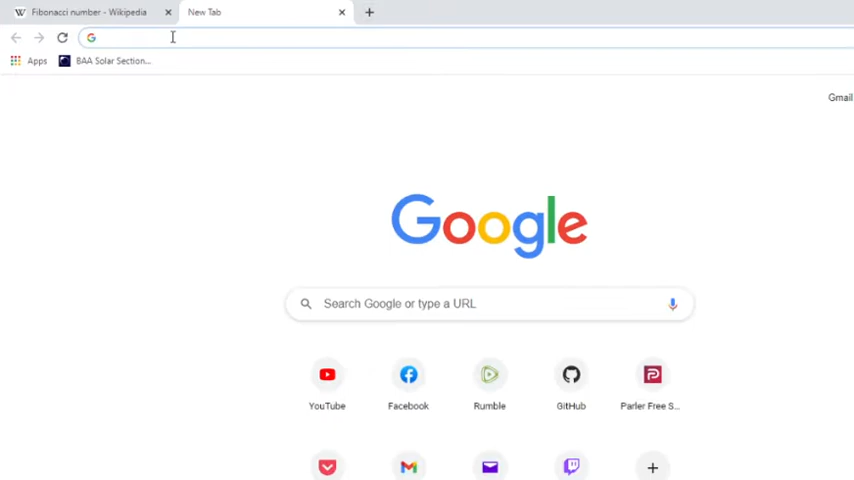 Fibonacci number - Wikipedia
New Tab
Apps
BAA Solar Section...
Gmail
Google
Search Google or type a URL
YouTube
Facebook
Rumble
GitHub
Parler Free S...